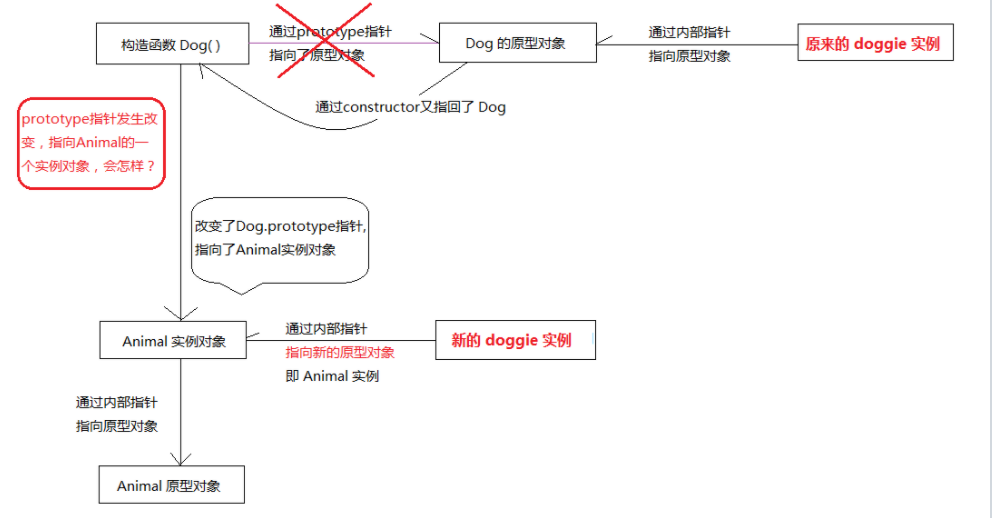 构造函数 Dog( )
通过prototype指针
指向了原型对象
Dog 的原型对象
通过内部指针
指向原型对象
原来的 doggie 实例
通过constructor又指回了 Dog
prototype指针发生改
变，指向Animal的一
个实例对象，会怎样？
改变了Dog.prototype指针,
指向了Animal实例对象
Animal 实例对象
通过内部指针
指向新的原型对象
即 Animal 实例
新的 doggie 实例
通过内部指针
指向原型对象
Animal 原型对象